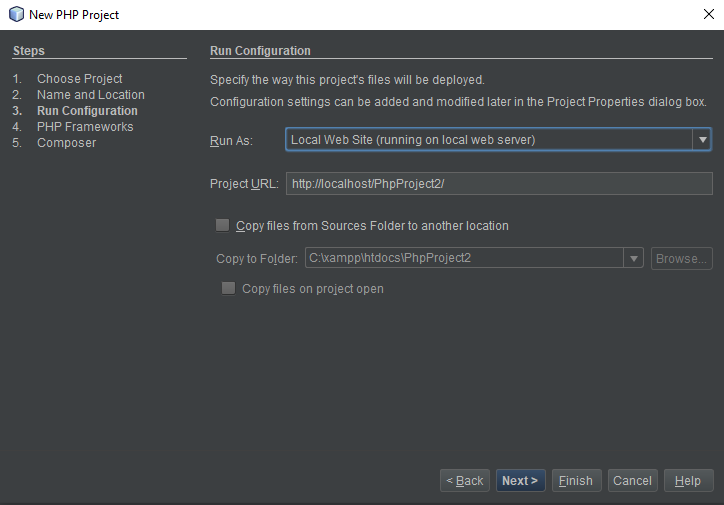 New PHP Project
Steps
1. Choose Project
2. Name and Location
3. Run Configuration
4. PHP Frameworks
5. Composer
Run Configuration
Specify the way this project's files will be deployed.
Configuration settings can be added and modified later in the Project Properties dialog box.
Run As: Local Web Site (running on local web server)
Project URL: http://localhost/PhpProject2/
Copy files from Sources Folder to another location
Copy to Folder: C:\xampp\htdocs\PhpProject2 Browse...
Copy files on project open
< Back Next > Finish Cancel Help